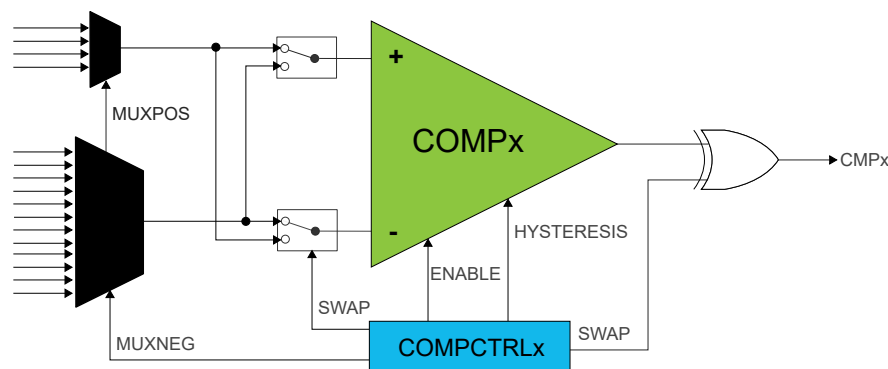 MUXPOS
+
COMPx
CMPx
-
HYSTERESIS
ENABLE
SWAP
SWAP
COMPCTRLx
MUXNEG